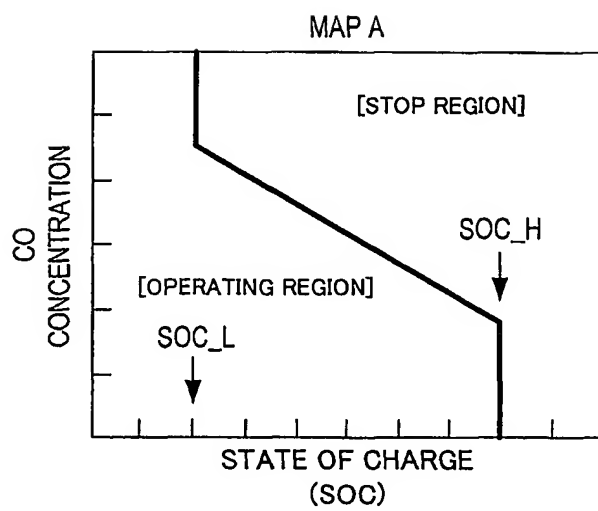 MAP A
[STOP REGION]
CO
CONCENTRATION
SOC_H
[OPERATING REGION]
SOC_L
STATE OF CHARGE
(SOC)